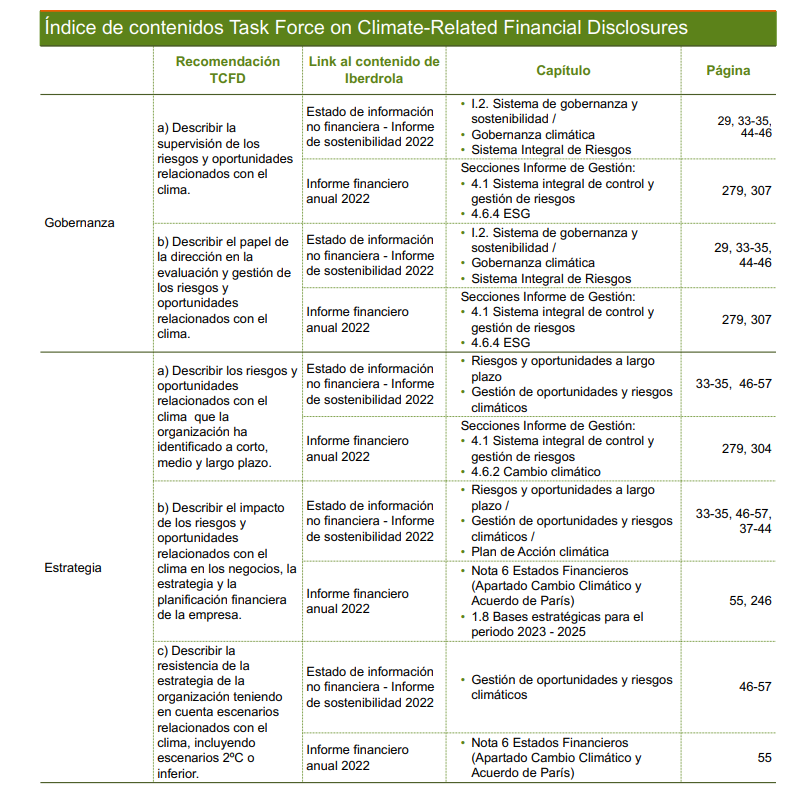 Índice de contenidos Task Force on Climate-Related Financial Disclosures
Recomendación
TCFD
Link al contenido de
Iberdrola
Capítulo
Página
Gobernanza
a) Describir la
supervisión de los
riesgos y oportunidades
relacionados con el
clima.
Estado de información
no financiera - Informe
de sostenibilidad 2022
• I.2. Sistema de gobernanza y
sostenibilidad /
• Gobernanza climática
• Sistema Integral de Riesgos
29, 33-35,
44-46
Informe financiero
anual 2022
Secciones Informe de Gestión:
• 4.1 Sistema integral de control y
gestión de riesgos
• 4.6.4 ESG
279, 307
b) Describir el papel de
la dirección en la
evaluación y gestión de
los riesgos y
oportunidades
relacionados con el
clima.
Estado de información
no financiera - Informe
de sostenibilidad 2022
• I.2. Sistema de gobernanza y
sostenibilidad /
• Gobernanza climática
• Sistema Integral de Riesgos
29, 33-35,
44-46
Informe financiero
anual 2022
Secciones Informe de Gestión:
• 4.1 Sistema integral de control y
gestión de riesgos
• 4.6.4 ESG
279, 307
Estrategia
a) Describir los riesgos y
oportunidades
relacionados con el
clima que la
organización ha
identificado a corto,
medio y largo plazo.
Estado de información
no financiera - Informe
de sostenibilidad 2022
• Riesgos y oportunidades a largo
plazo
• Gestión de oportunidades y riesgos
climáticos
33-35, 46-57
Informe financiero
anual 2022
Secciones Informe de Gestión:
• 4.1 Sistema integral de control y
gestión de riesgos
• 4.6.2 Cambio climático
279, 304
b) Describir el impacto
de los riesgos y
oportunidades
relacionados con el
clima en los negocios, la
estrategia y la
planificación financiera
de la empresa.
Estado de información
no financiera - Informe
de sostenibilidad 2022
• Riesgos y oportunidades a largo
plazo /
• Gestión de oportunidades y riesgos
climáticos /
• Plan de Acción climática
33-35, 46-57,
37-44
Informe financiero
anual 2022
• Nota 6 Estados Financieros
(Apartado Cambio Climático y
Acuerdo de París)
• 1.8 Bases estratégicas para el
periodo 2023 - 2025
55, 246
c) Describir la
resistencia de la
estrategia de la
organización teniendo
en cuenta escenarios
relacionados con el
clima, incluyendo
escenarios 2ºC o
inferior.
Estado de información
no financiera - Informe
de sostenibilidad 2022
• Gestión de oportunidades y riesgos
climáticos
46-57
Informe financiero
anual 2022
• Nota 6 Estados Financieros
(Apartado Cambio Climático y
Acuerdo de París)
55